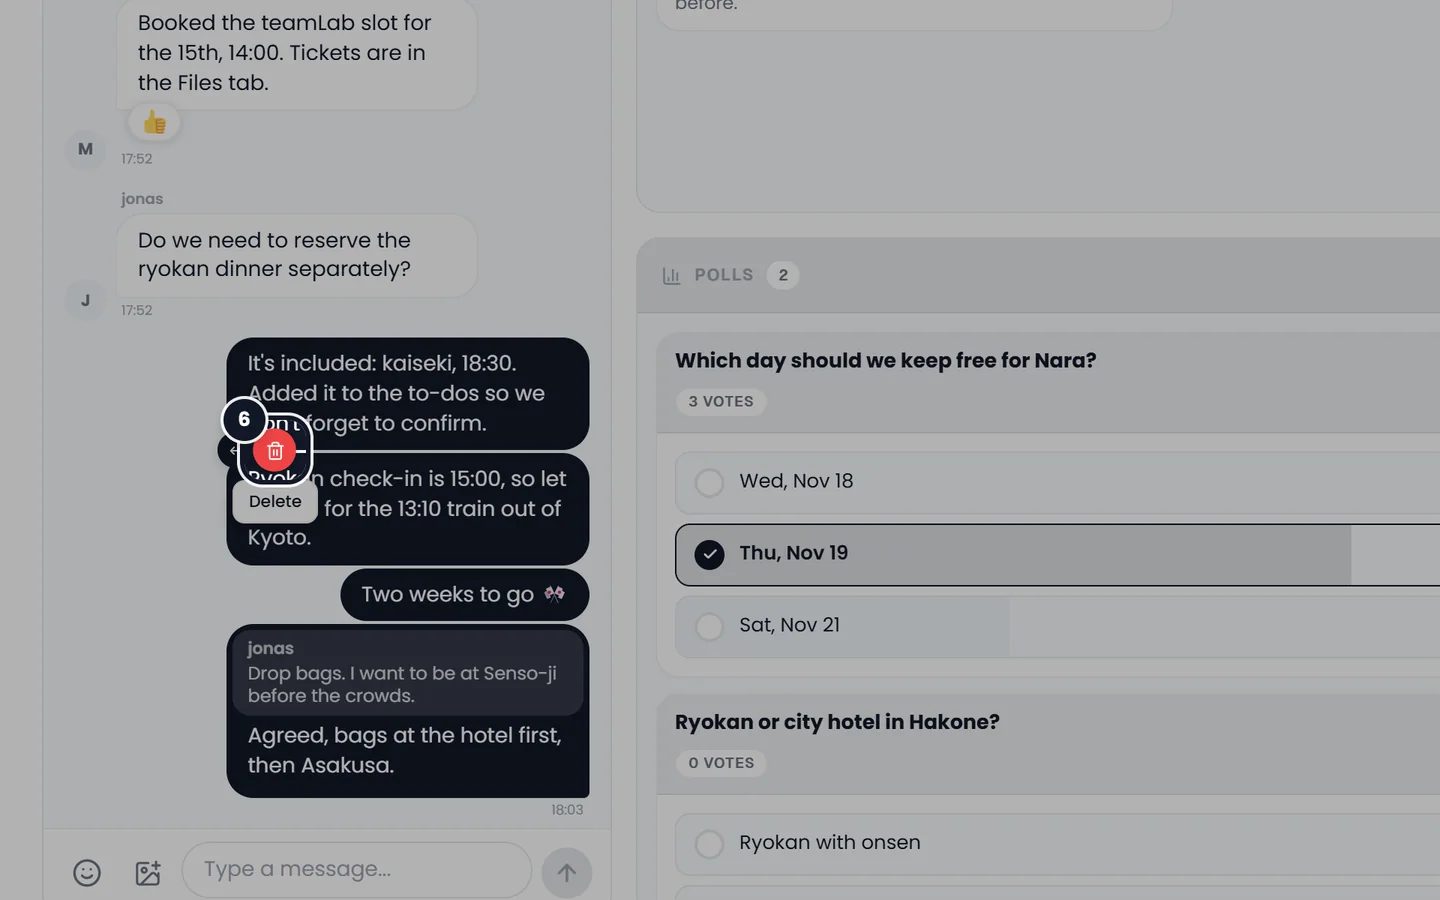 Booked the teamLab slot for
the 15th, 14:00. Tickets are in
the Files tab.
M
17:52
jonas
Do we need to reserve the
ryokan dinner separately?
J
17:52
It's included: kaiseki, 18:30.
Added it to the to-dos so we
forget to confirm.
6
check-in is 15:00, so let
Delete
for the 13:10 train out of
Kyoto.
Two weeks to go
jonas
Drop bags. I want to be at Senso-ji
before the crowds.
Agreed, bags at the hotel first,
then Asakusa.
18:03
Type a message...
before.
POLLS 2
Which day should we keep free for Nara?
3 VOTES
Wed, Nov 18
Thu, Nov 19
Sat, Nov 21
Ryokan or city hotel in Hakone?
0 VOTES
Ryokan with onsen